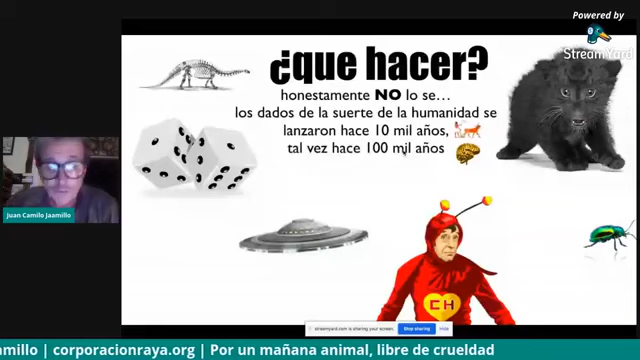 Powered by
StreamYard
¿que hacer?
honestamente NO lo se...
los dados de la suerte de la humanidad se
lanzaron hace 10 mil años,
tal vez hace 100 mil años
Juan Camilo Jaamillo
CH
streamyard.com is sharing your screen.
Stop sharing
Hide
amillo | corporacionraya.org | Por un mañana animal, libre de crueldad